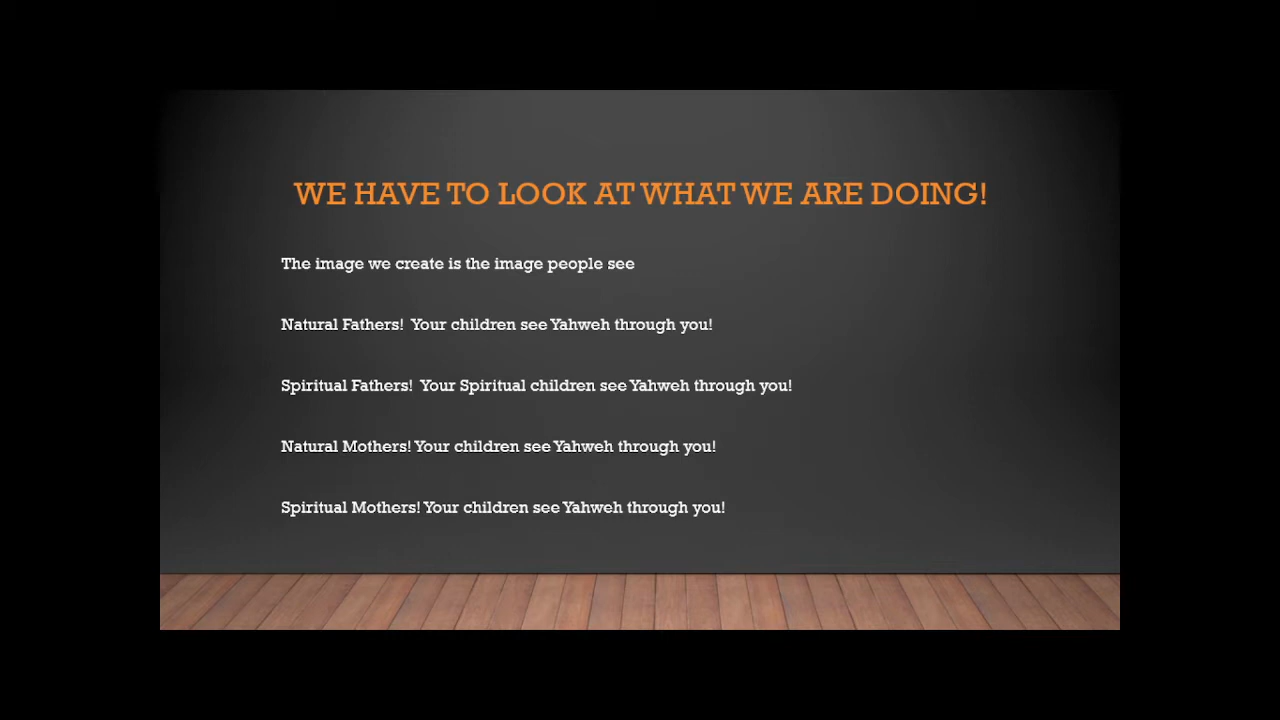 WE HAVE TO LOOK AT WHAT WE ARE DOING!
The image we create is the image people see
Natural Fathers!  Your children see Yahweh through you!
Spiritual Fathers!  Your Spiritual children see Yahweh through you!
Natural Mothers! Your children see Yahweh through you!
Spiritual Mothers! Your children see Yahweh through you!